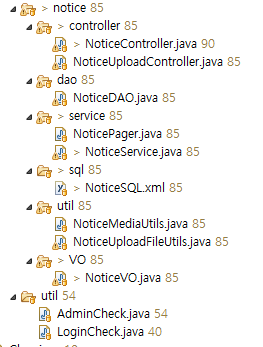 > notice 85
> controller 85
> NoticeController.java 90
NoticeUploadController.java 85
dao 85
NoticeDAO.java 85
> service 85
NoticePager.java 85
> NoticeService.java 85
> sql 85
> NoticeSQL.xml 85
util 85
NoticeMediaUtils.java 85
NoticeUploadFileUtils.java 85
> VO 85
> NoticeVO.java 85
util 54
AdminCheck.java 54
LoginCheck.java 40